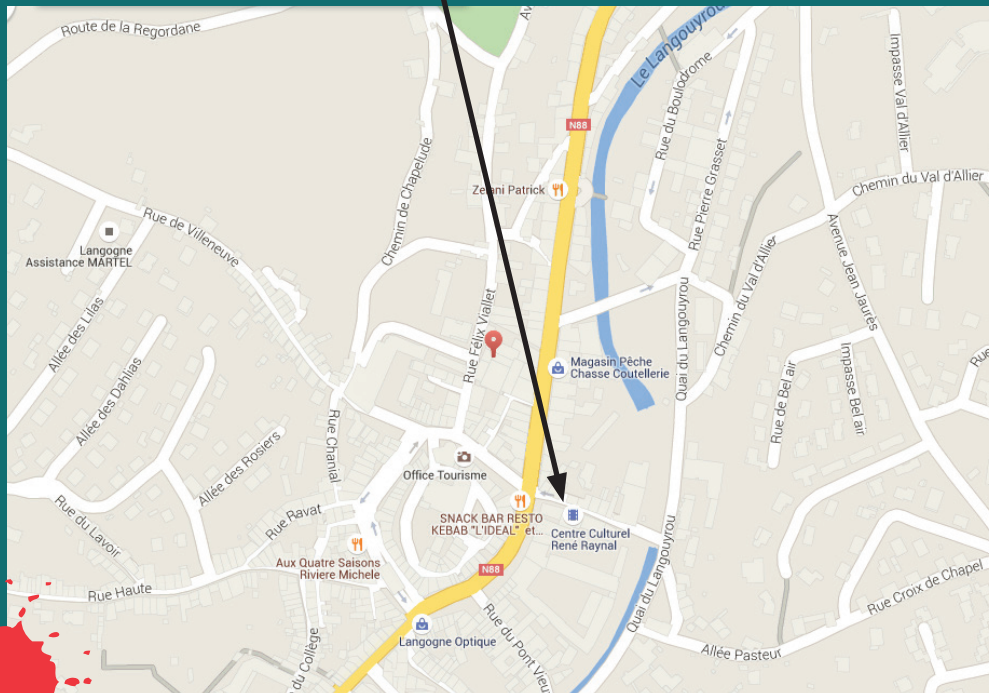 Route de la Regordane
Av
Le Langouyrou
Impasse Val d'Allier
Rue du Boulodrome
N88
Rue Pierre Grasset
Chemin de Chapelude
Zerani Patrick
Chemin du Val d'Allier
Rue de Villeneuve
Langogne
Assistance MARTEL
Avenue Jean Jaurès
Chemin du Val d'Allier
Quai du Langouyrou
Allée des Lilas
Rue Félix Viallet
Magasin Pêche
Chasse Coutellerie
Rue
Allée des Dahlias
Rue de Bel air
Impasse Bel air
Rue Chanial
Allée des Rosiers
Office Tourisme
SNACK BAR RESTO
KEBAB "L'IDEAL" et...
Centre Culturel
René Raynal
Rue du Lavoir
Rue Ravat
Aux Quatre Saisons
Riviere Michele
N88
Quai du Langouyrou
Rue Haute
Rue Croix de Chapel
Langogne Optique
Rue du Pont Vieux
Allée Pasteur
du Collège